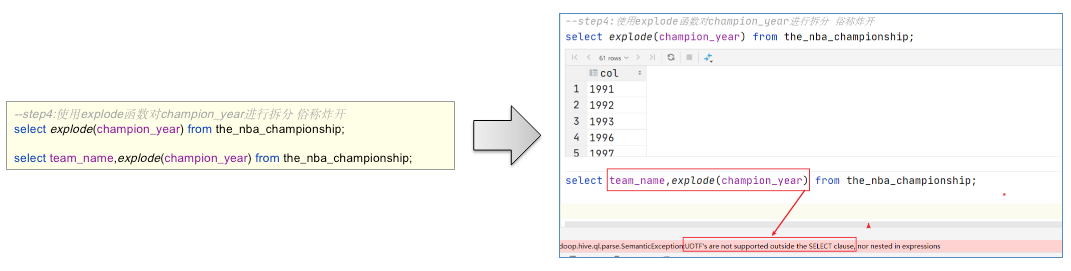 --step4:使用explode函数对champion_year进行拆分 俗称炸开
select explode(champion_year) from the_nba_championship;
select team_name,explode(champion_year) from the_nba_championship;
--step4:使用explode函数对champion_year进行拆分 俗称炸开
select explode(champion_year) from the_nba_championship;
61 rows
col
1 1991
2 1992
3 1993
4 1996
5 1997
select team_name,explode(champion_year) from the_nba_championship;
doop.hive.ql.parse.SemanticException:UDTF's are not supported outside the SELECT clause, nor nested in expressions